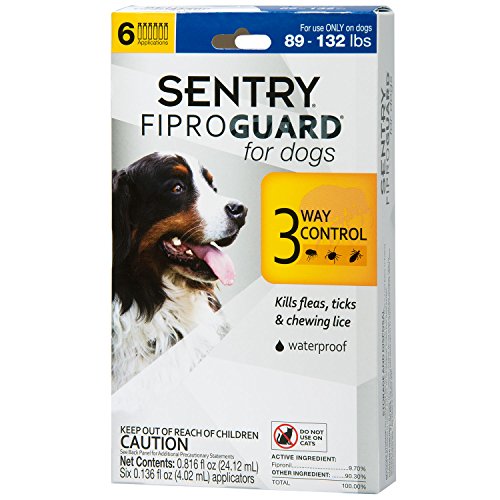 6 Applications
For use ONLY on dogs
89 - 132 lbs
SENTRY®
FIPROGUARD®
for dogs
3 WAY
CONTROL
Kills fleas, ticks
& chewing lice
waterproof
KEEP OUT OF REACH OF CHILDREN
CAUTION
See Back Panel for Additional Precautionary Statements
Net Contents: 0.816 fl oz (24.12 mL)
Six 0.136 fl oz (4.02 mL) applicators
DO NOT
USE ON
CATS
ACTIVE INGREDIENT:
Fipronil 9.70%
OTHER INGREDIENT: 90.30%
TOTAL 100.00%
STORAGE AND DISPOSAL